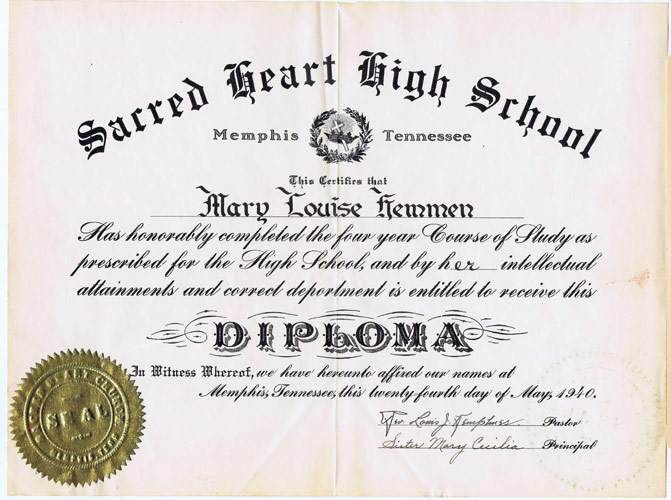 Sacred Heart High School
Memphis Tennessee
This Certifies that
Mary Louise Hemmen
Has honorably completed the four year Course of Study as
prescribed for the High School, and by her intellectual
attainments and correct deportment is entitled to receive this
DIPLOMA
In Witness Whereof, we have hereunto affixed our names at
Memphis, Tennessee, this twenty-fourth day of May, 1940.
Rev Louis J. Pastor
Sister Mary Cecilia Principal
SEAL